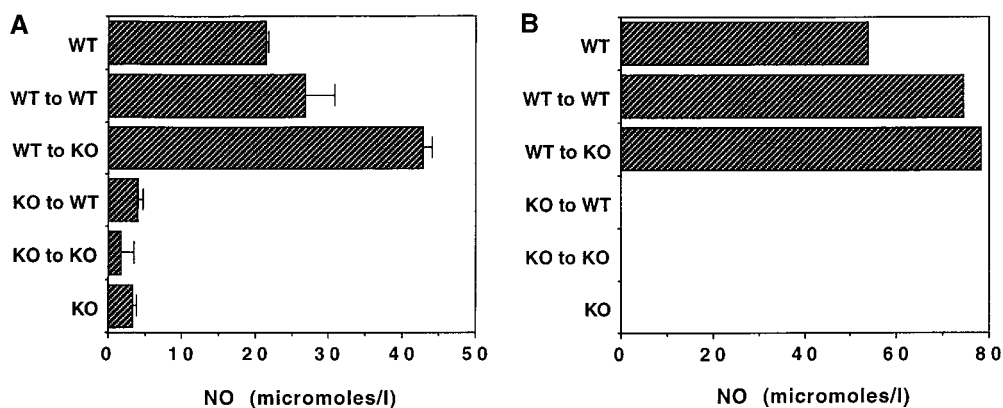 A
WT
WT to WT
WT to KO
KO to WT
KO to KO
KO
0 10 20 30 40 50
NO (micromoles/l)
B
WT
WT to WT
WT to KO
KO to WT
KO to KO
KO
0 20 40 60 80
NO (micromoles/l)